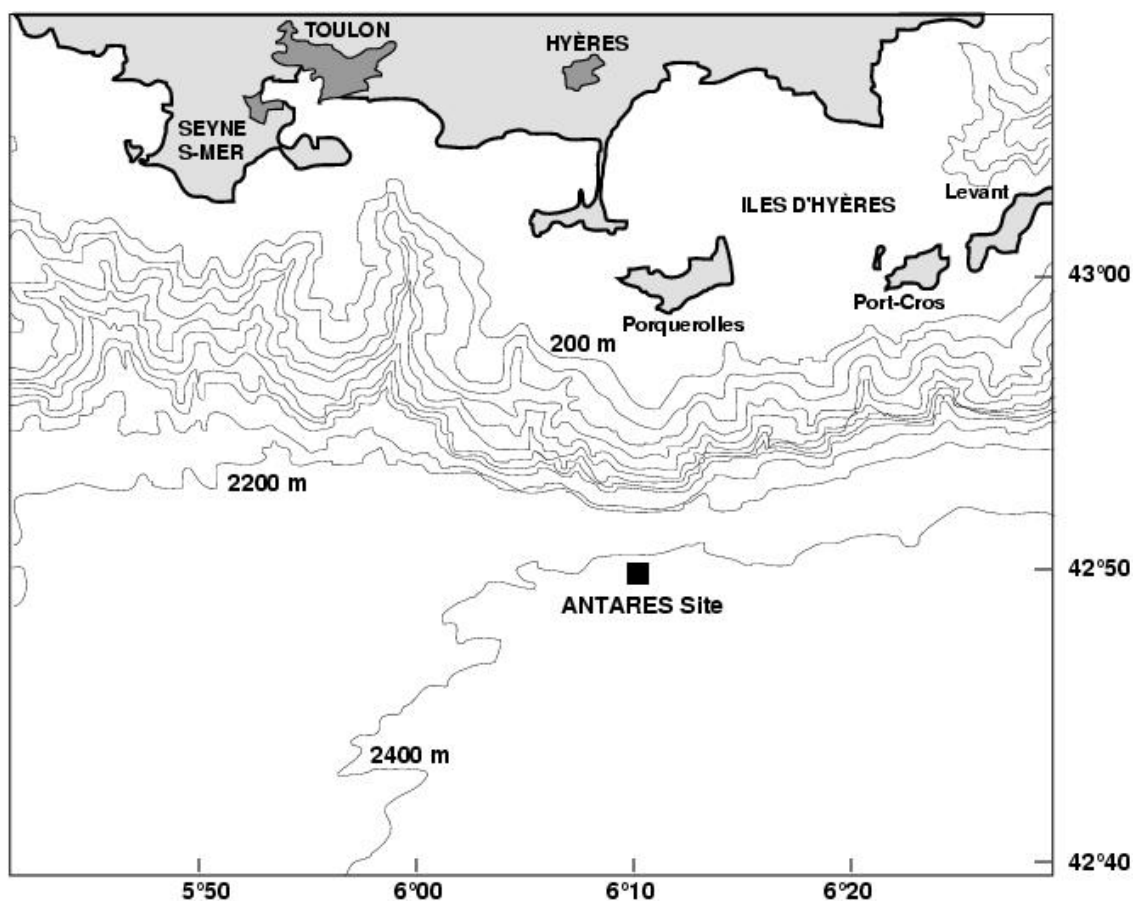 TOULON
HYÈRES
SEYNE
S-MER
Levant
ILES D'HYÈRES
43°00
Port-Cros
Porquerolles
200 m
2200 m
42°50
ANTARES Site
2400 m
42°40
5°50
6°00
6°10
6°20